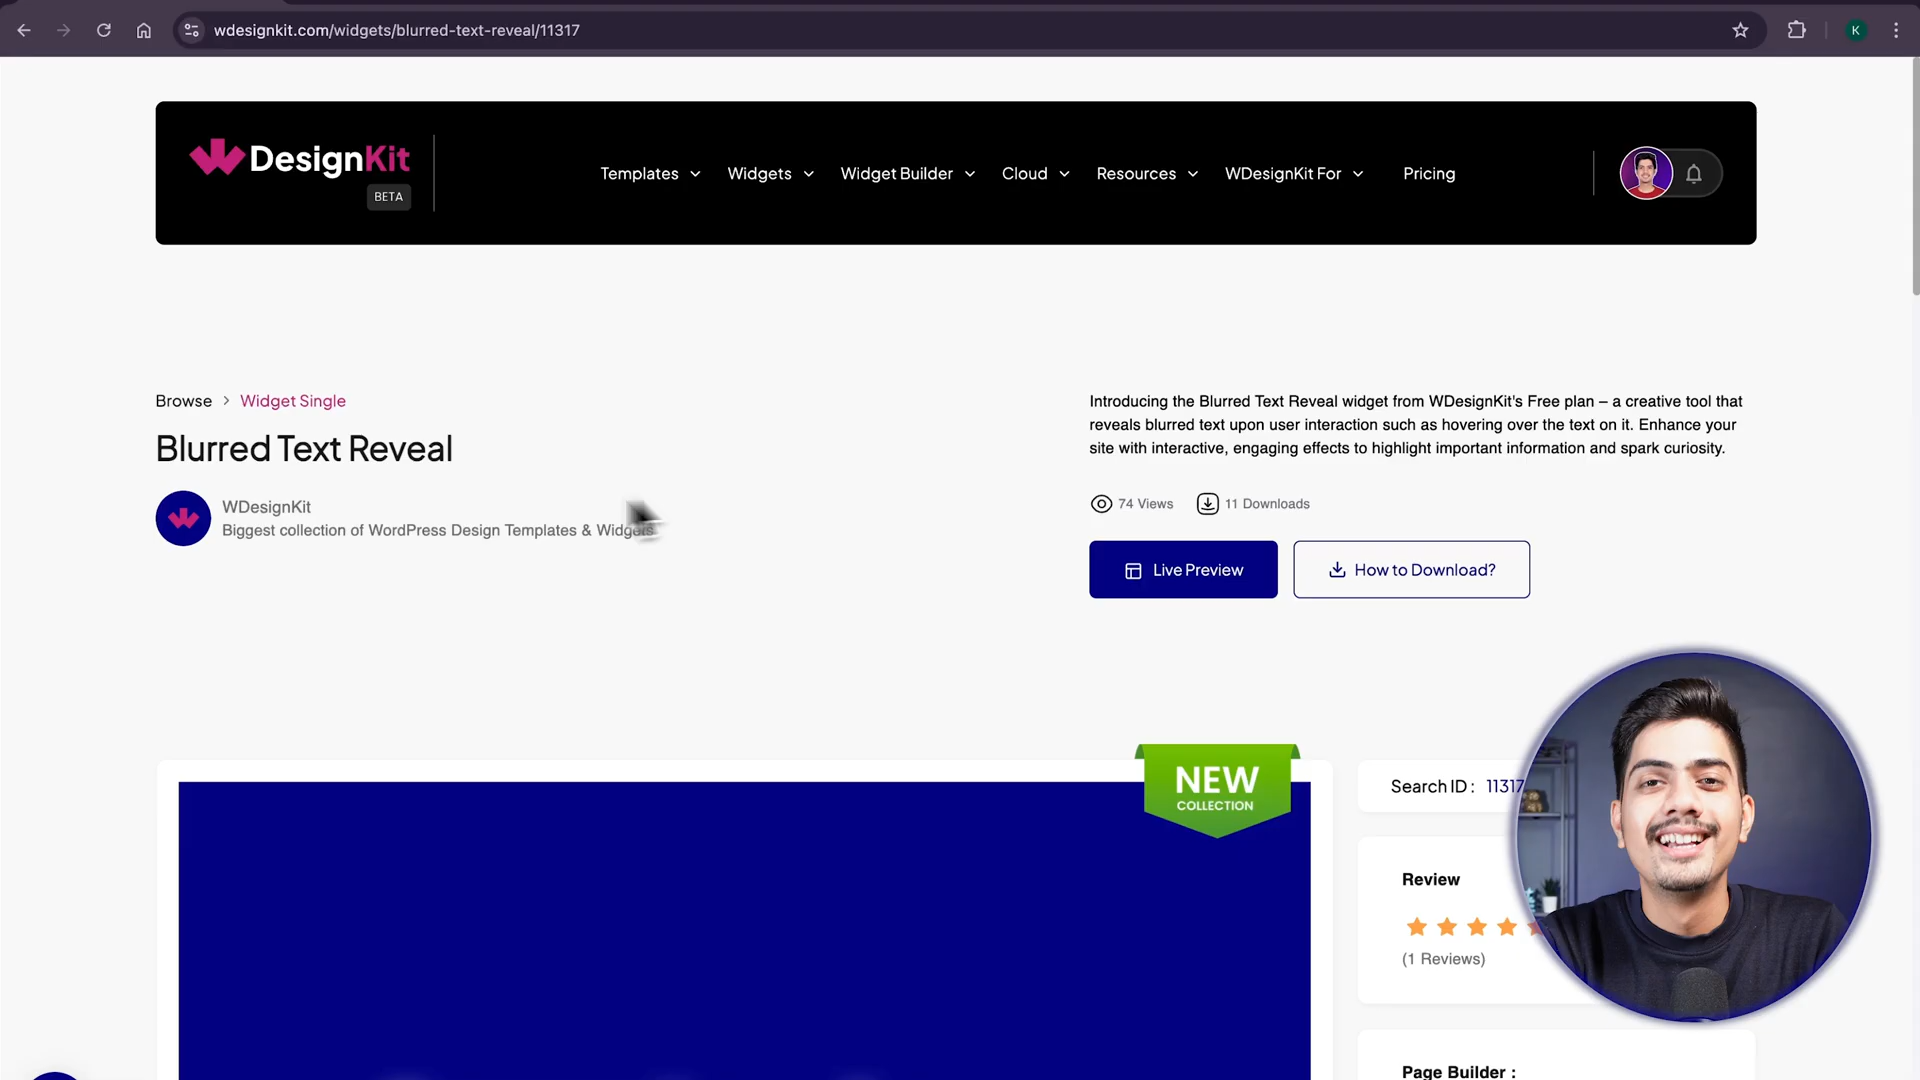 wdesignkit.com/widgets/blurred-text-reveal/11317
K
DesignKit
BETA
Templates
Widgets
Widget Builder
Cloud
Resources
WDesignKit For
Pricing
Browse > Widget Single
Blurred Text Reveal
WDesignKit
Biggest collection of WordPress Design Templates & Widgets
Introducing the Blurred Text Reveal widget from WDesignKit's Free plan – a creative tool that
reveals blurred text upon user interaction such as hovering over the text on it. Enhance your
site with interactive, engaging effects to highlight important information and spark curiosity.
74 Views
11 Downloads
Live Preview
How to Download?
NEW
COLLECTION
Search ID : 11317
Review
(1 Reviews)
Page Builder :